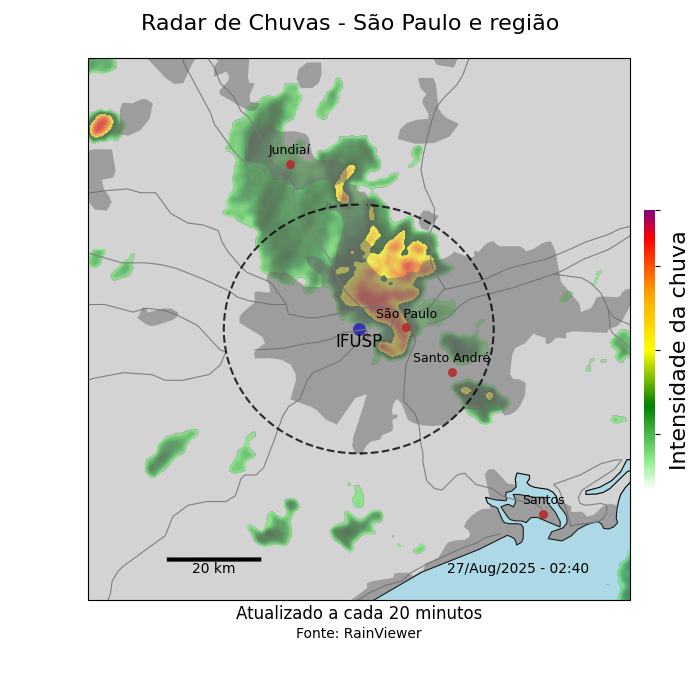 Radar de Chuvas - São Paulo e região
Jundiaí
São Paulo
IFUSP
Santo André
Santos
20 km
27/Aug/2025 - 02:40
Intensidade da chuva
Atualizado a cada 20 minutos
Fonte: RainViewer